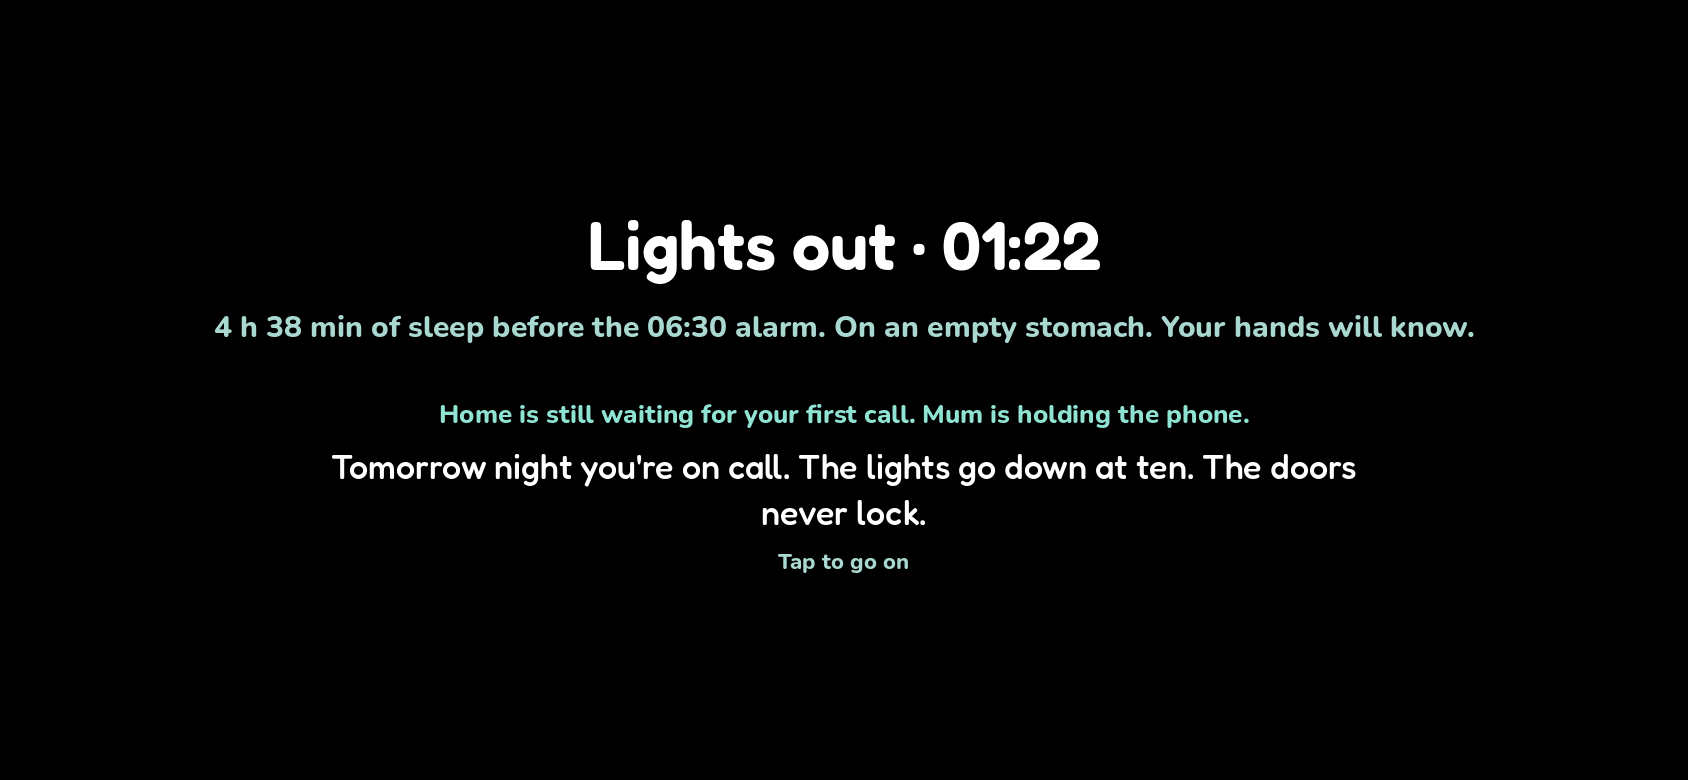 Lights out · 01:22
4 h 38 min of sleep before the 06:30 alarm. On an empty stomach. Your hands will know.
Home is still waiting for your first call. Mum is holding the phone.
Tomorrow night you're on call. The lights go down at ten. The doors
never lock.
Tap to go on